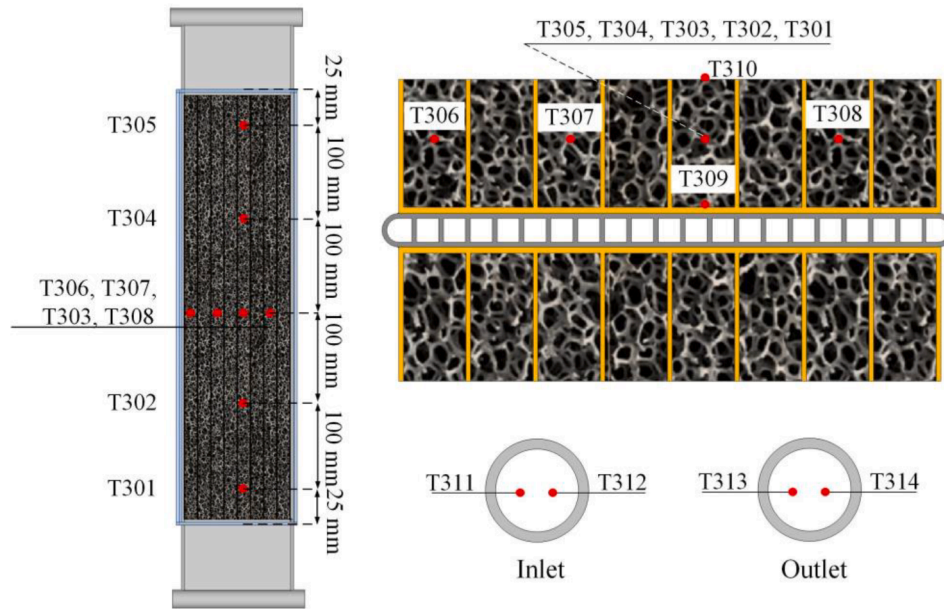 25 mm
T305
100 mm
T304
100 mm
T306, T307,
T303, T308
100 mm
T302
100 mm
T301
25 mm
T305, T304, T303, T302, T301
T310
T306
T307
T308
T309
T311
T312
T313
T314
Inlet
Outlet